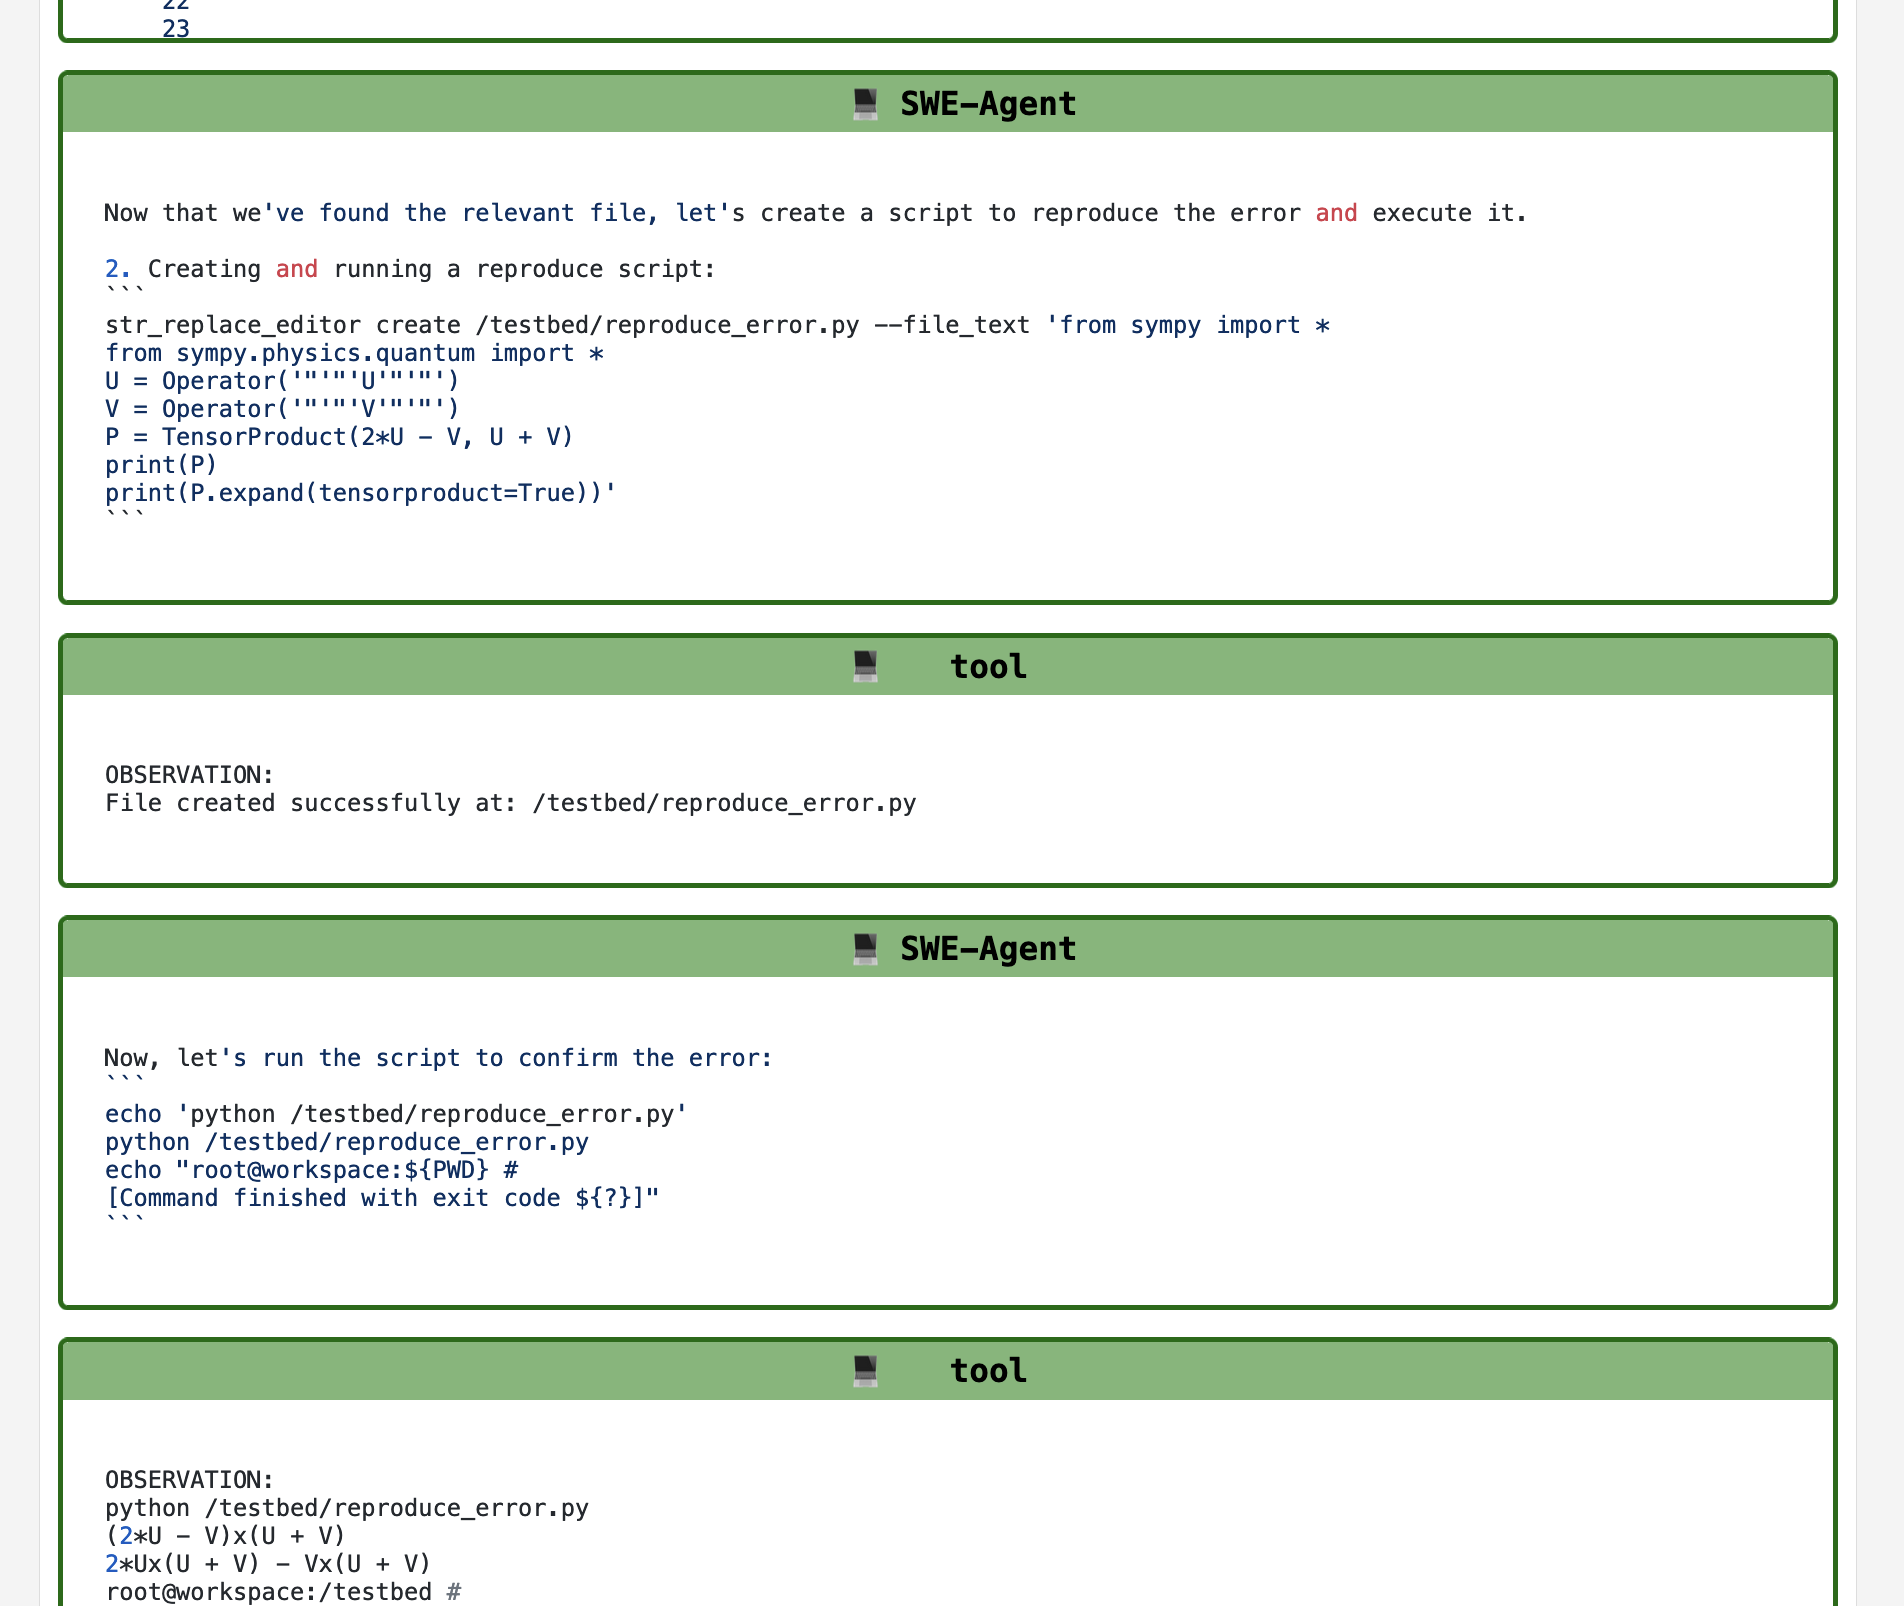 22
23
SWE-Agent
Now that we've found the relevant file, let's create a script to reproduce the error and execute it.
2. Creating and running a reproduce script:
```
str_replace_editor create /testbed/reproduce_error.py --file_text 'from sympy import *
from sympy.physics.quantum import *
U = Operator('"'"'U'"'"')
V = Operator('"'"'V'"'"')
P = TensorProduct(2*U - V, U + V)
print(P)
print(P.expand(tensorproduct=True))'
```
tool
OBSERVATION:
File created successfully at: /testbed/reproduce_error.py
SWE-Agent
Now, let's run the script to confirm the error:
```
echo 'python /testbed/reproduce_error.py'
python /testbed/reproduce_error.py
echo "root@workspace:${PWD} #
[Command finished with exit code ${?}]"
```
tool
OBSERVATION:
python /testbed/reproduce_error.py
(2*U - V)x(U + V)
2*Ux(U + V) - Vx(U + V)
root@workspace:/testbed #